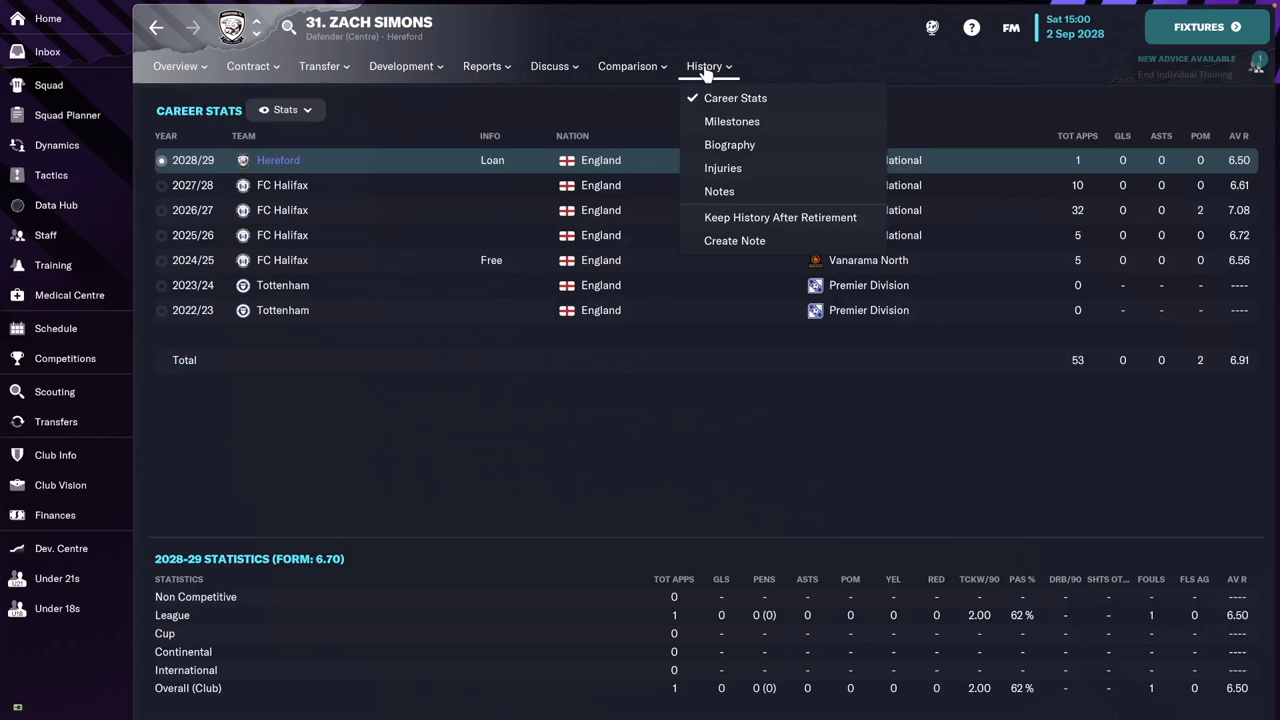 Home
Inbox
Squad
Squad Planner
Dynamics
Tactics
Data Hub
Staff
Training
Medical Centre
Schedule
Competitions
Scouting
Transfers
Club Info
Club Vision
Finances
Dev. Centre
U21 Under 21s
U18 Under 18s
31. ZACH SIMONS
Defender (Centre) - Hereford
? FM Sat 15:00
2 Sep 2028
FIXTURES
NEW ADVICE AVAILABLE 1
End Individual Training
Overview Contract Transfer Development Reports Discuss Comparison History
Career Stats
Milestones
Biography
Injuries
Notes
Keep History After Retirement
Create Note
CAREER STATS Stats
YEAR TEAM INFO NATION TOT APPS GLS ASTS POM AV R
2028/29 Hereford Loan England ational 1 0 0 0 6.50
2027/28 FC Halifax England ational 10 0 0 0 6.61
2026/27 FC Halifax England ational 32 0 0 2 7.08
2025/26 FC Halifax England ational 5 0 0 0 6.72
2024/25 FC Halifax Free England Vanarama North 5 0 0 0 6.56
2023/24 Tottenham England Premier Division 0 - - - ----
2022/23 Tottenham England Premier Division 0 - - - ----
Total 53 0 0 2 6.91
2028-29 STATISTICS (FORM: 6.70)
STATISTICS TOT APPS GLS PENS ASTS POM YEL RED TCKW/90 PAS % DRB/90 SHTS OT... FOULS FLS AG AV R
Non Competitive 0 - - - - - - - - - - - - ----
League 1 0 0 (0) 0 0 0 0 2.00 62 % - - 1 0 6.50
Cup 0 - - - - - - - - - - - - ----
Continental 0 - - - - - - - - - - - - ----
International 0 - - - - - - - - - - - - ----
Overall (Club) 1 0 0 (0) 0 0 0 0 2.00 62 % - - 1 0 6.50